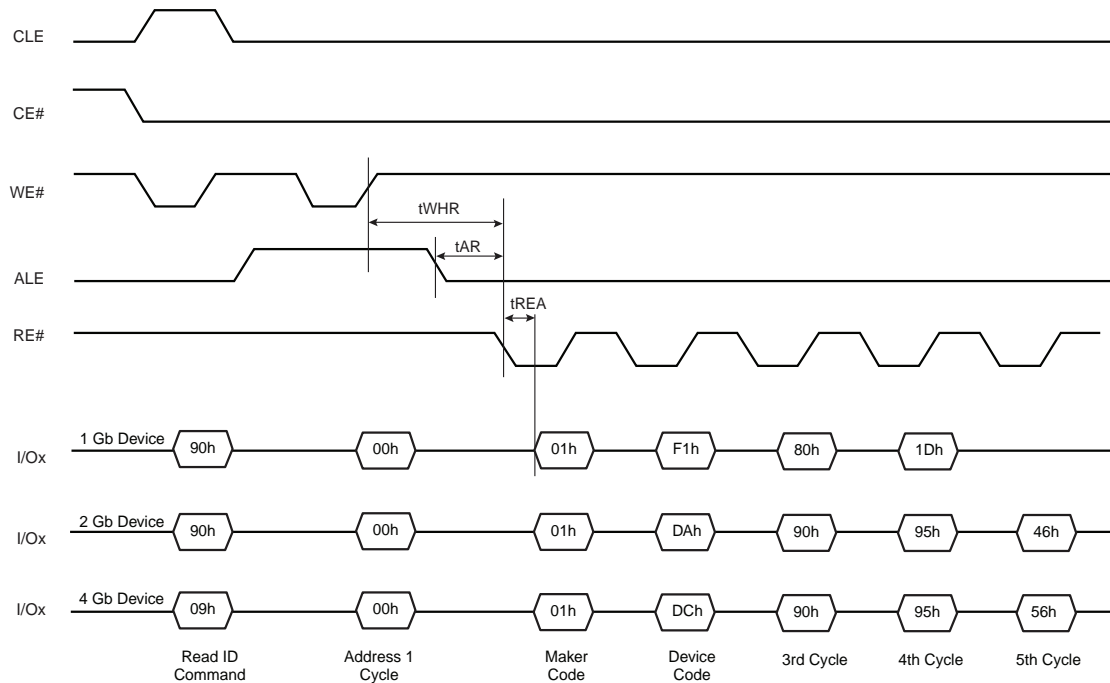 CLE
CE#
WE#
tWHR
tAR
ALE
tREA
RE#
1 Gb Device
I/Ox 90h 00h 01h F1h 80h 1Dh
2 Gb Device
I/Ox 90h 00h 01h DAh 90h 95h 46h
4 Gb Device
I/Ox 09h 00h 01h DCh 90h 95h 56h
Read ID Address 1 Maker Device 3rd Cycle 4th Cycle 5th Cycle
Command Cycle Code Code